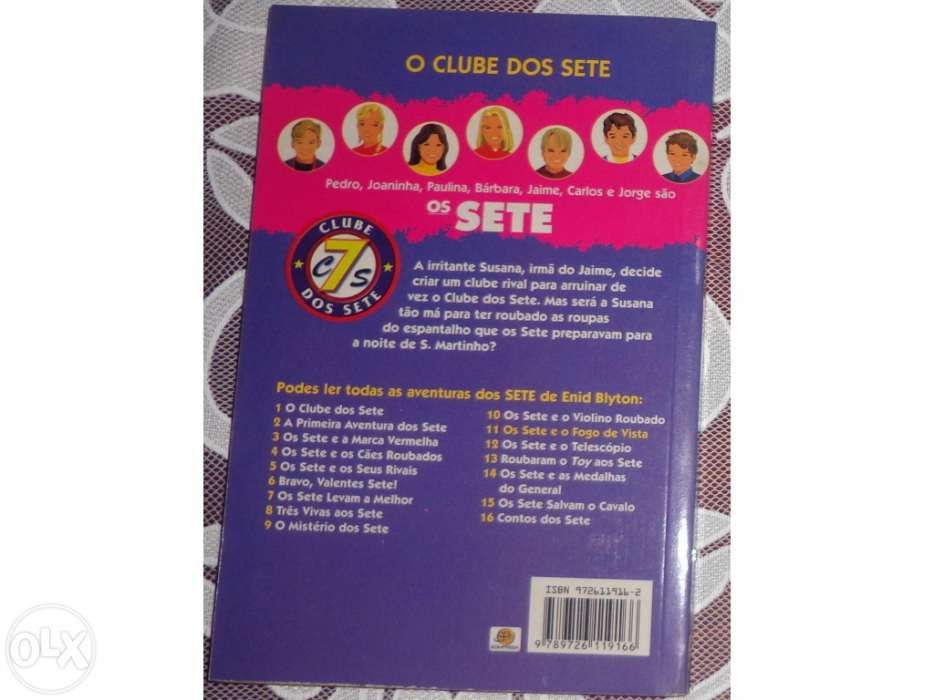 O CLUBE DOS SETE
Pedro, Joaninha, Paulina, Bárbara, Jaime, Carlos e Jorge são
OS SETE
CLUBE
C7S
DOS SETE
A irritante Susana, irmã do Jaime, decide
criar um clube rival para arruinar de
vez o Clube dos Sete. Mas será a Susana
tão má para ter roubado as roupas
do espantalho que os Sete preparavam para
a noite de S. Martinho?
Podes ler todas as aventuras dos SETE de Enid Blyton:
1 O Clube dos Sete
2 A Primeira Aventura dos Sete
3 Os Sete e a Marca Vermelha
4 Os Sete e os Cães Roubados
5 Os Sete e os Seus Rivais
6 Bravo, Valentes Sete!
7 Os Sete Levam a Melhor
8 Três Vivas aos Sete
9 O Mistério dos Sete
10 Os Sete e o Violino Roubado
11 Os Sete e o Fogo de Vista
12 Os Sete e o Telescópio
13 Roubaram o Toy aos Sete
14 Os Sete e as Medalhas
do General
15 Os Sete Salvam o Cavalo
16 Contos dos Sete
ISBN 972611916-2
9 789726 119166
OLX